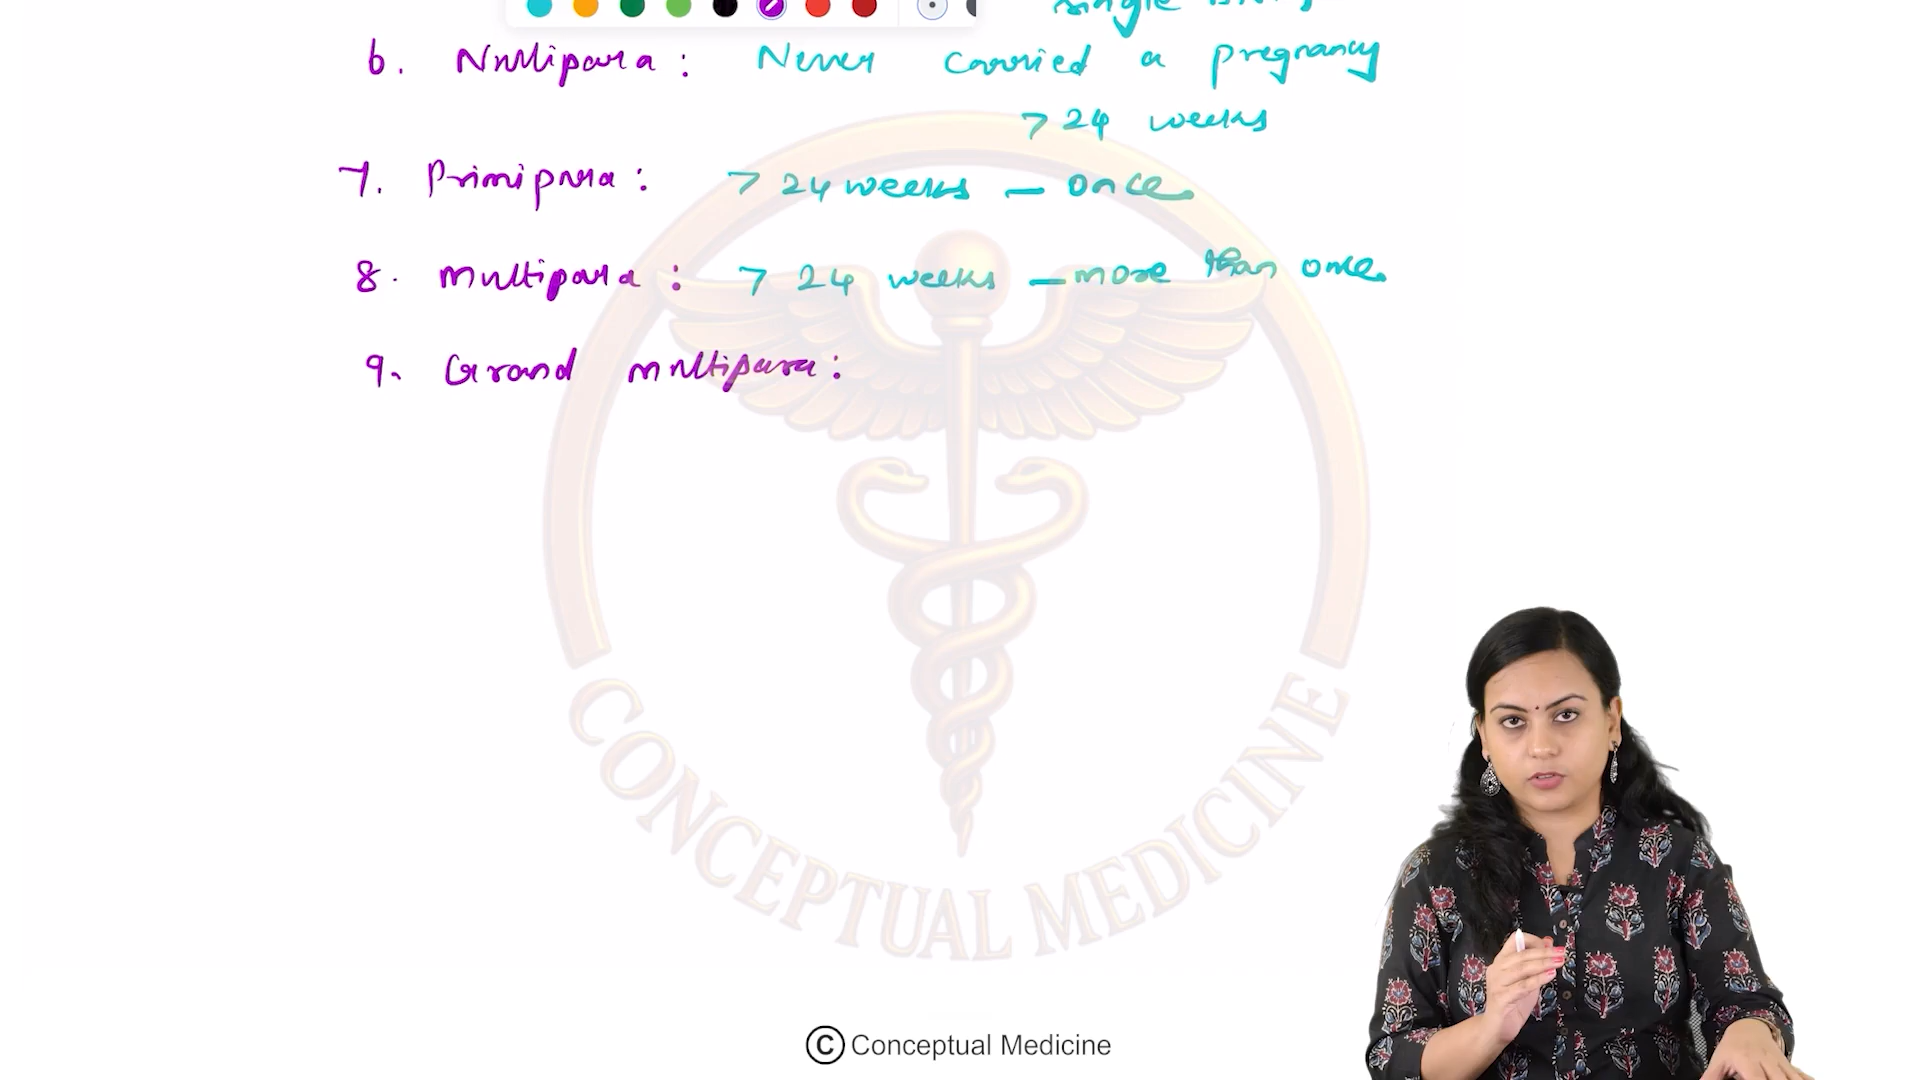 single
6. Nullipara : Never carried a pregnancy
> 24 weeks
7. Primipara : > 24 weeks – once
8. Multipara : > 24 weeks – more than once
9. Grand multipara :
CONCEPTUAL MEDICINE
© Conceptual Medicine